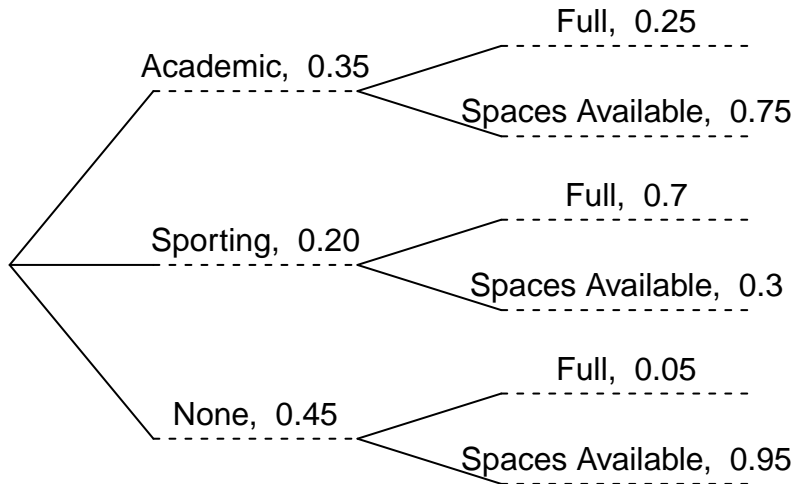 Full, 0.25
Academic, 0.35
Spaces Available, 0.75
Full, 0.7
Sporting, 0.20
Spaces Available, 0.3
Full, 0.05
None, 0.45
Spaces Available, 0.95